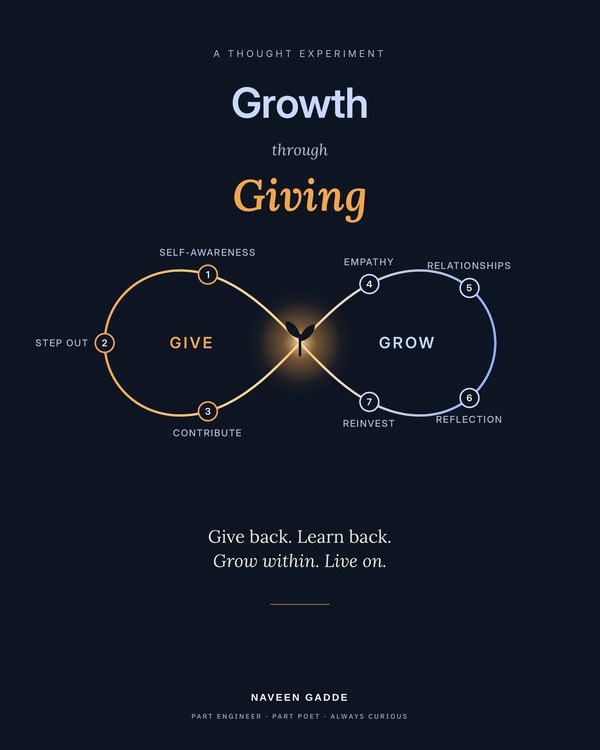 A THOUGHT EXPERIMENT
Growth
through
Giving
SELF-AWARENESS
1
STEP OUT 2
GIVE
3
CONTRIBUTE
EMPATHY
4
RELATIONSHIPS
5
GROW
6
REFLECTION
7
REINVEST
Give back. Learn back.
Grow within. Live on.
NAVEEN GADDE
PART ENGINEER · PART POET · ALWAYS CURIOUS